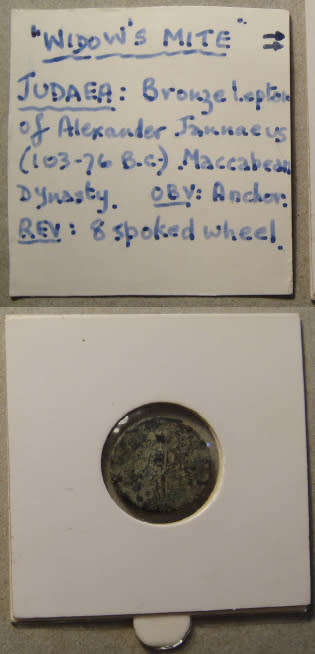 "WIDOW'S MITE" ⇒
JUDAEA: Bronze Lepton
of Alexander Jannaeus
(103-76 B.C.) Maccabean
Dynasty. OBV: Anchor.
REV: 8 spoked wheel.